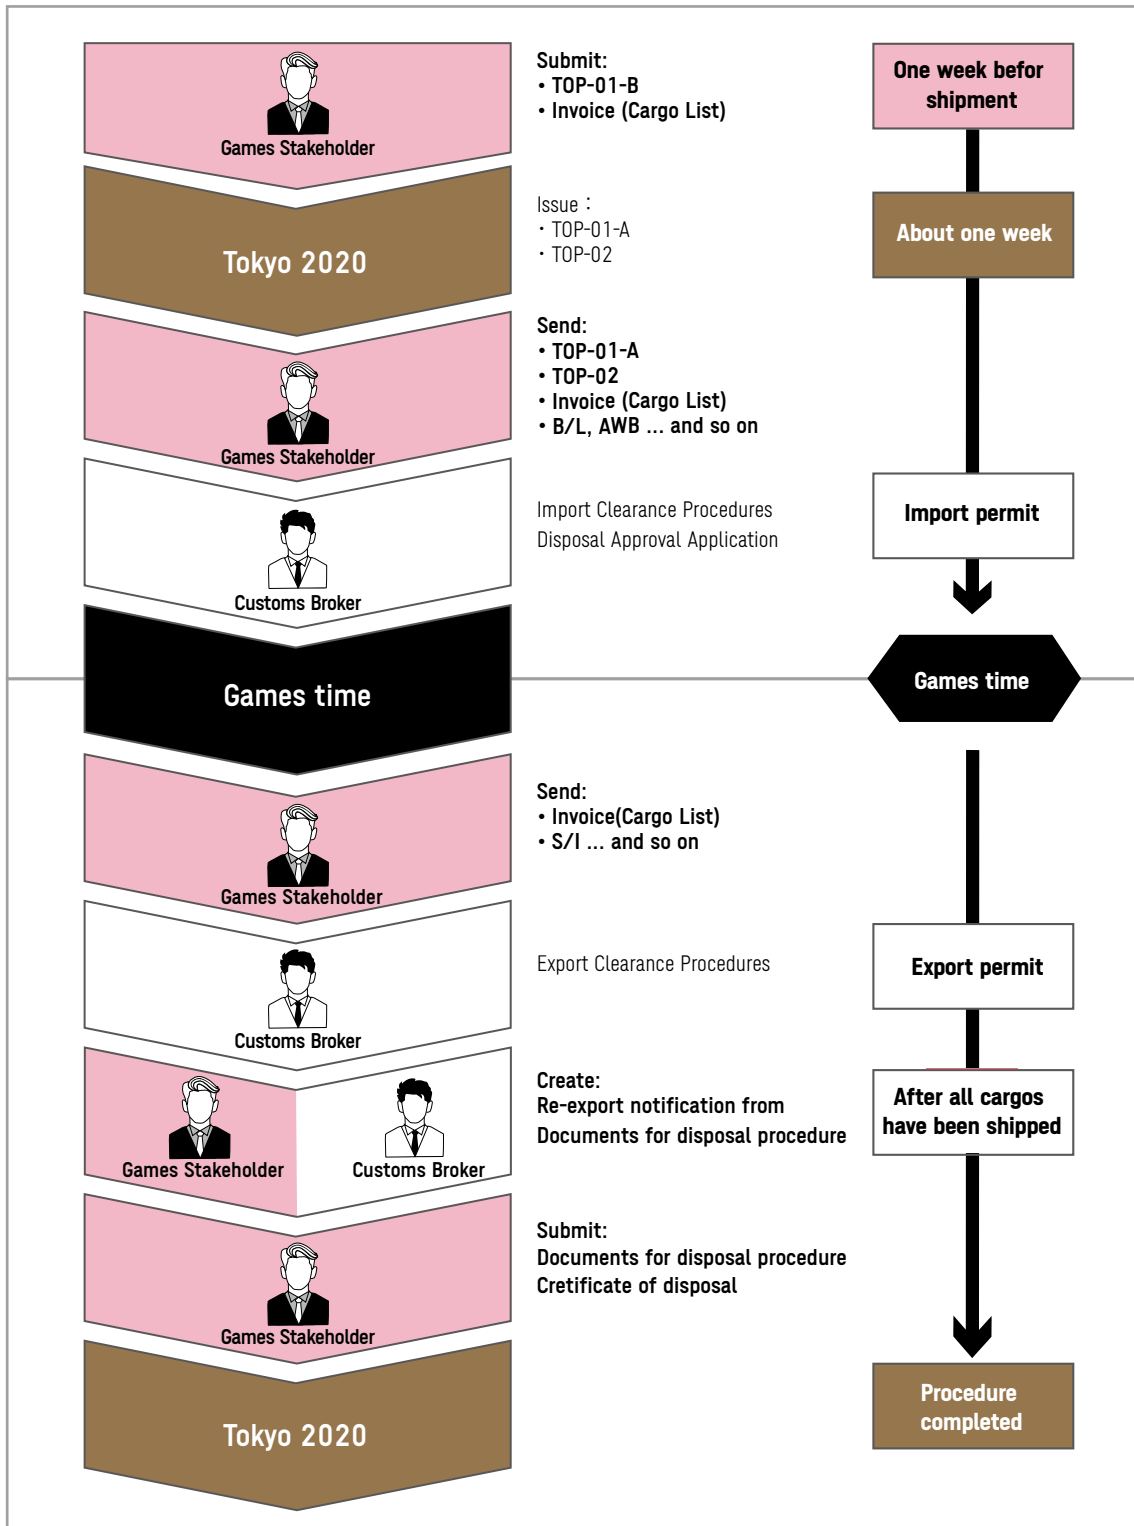 Submit:
• TOP-01-B
• Invoice (Cargo List)
Games Stakeholder
One week befor
shipment
Issue :
・TOP-01-A
・TOP-02
Tokyo 2020
About one week
Send:
• TOP-01-A
• TOP-02
• Invoice (Cargo List)
• B/L, AWB ... and so on
Games Stakeholder
Import Clearance Procedures
Disposal Approval Application
Customs Broker
Import permit
Games time
Games time
Send:
• Invoice(Cargo List)
• S/I ... and so on
Games Stakeholder
Export Clearance Procedures
Customs Broker
Export permit
Create:
Re-export notification from
Documents for disposal procedure
Games Stakeholder
Customs Broker
After all cargos
have been shipped
Submit:
Documents for disposal procedure
Cretificate of disposal
Games Stakeholder
Tokyo 2020
Procedure
completed